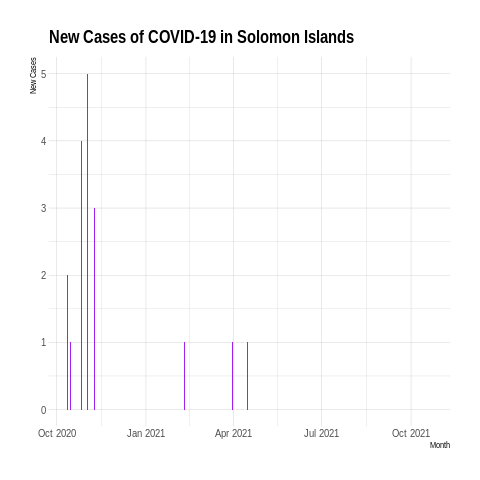 New Cases of COVID-19 in Solomon Islands
New Cases
5
4
3
2
1
0
Oct 2020 Jan 2021 Apr 2021 Jul 2021 Oct 2021
Month